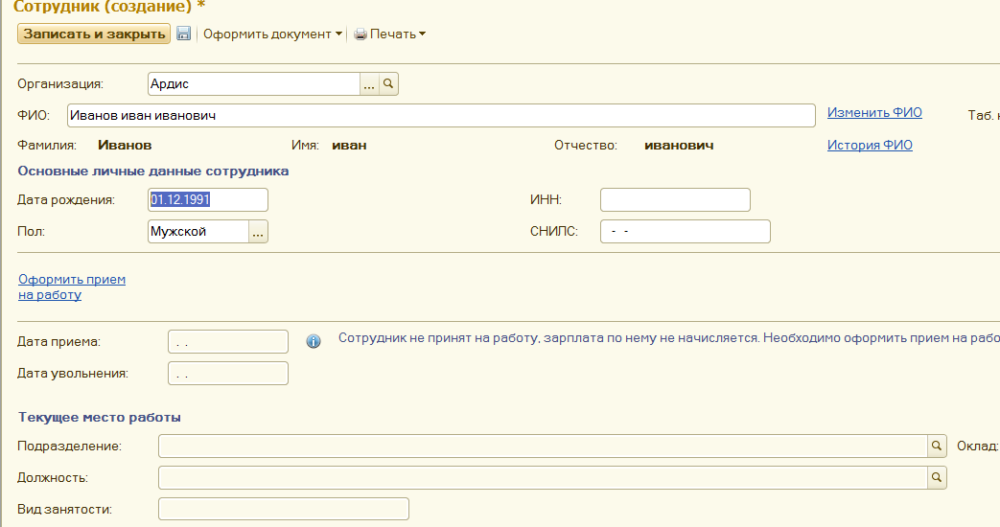 Сотрудник (создание) *
Записать и закрыть Оформить документ Печать
Организация: Ардис ...
ФИО: Иванов иван иванович Изменить ФИО Таб.
Фамилия: Иванов Имя: иван Отчество: иванович История ФИО
Основные личные данные сотрудника
Дата рождения: 01.12.1991 ИНН:
Пол: Мужской ... СНИЛС: - -
Оформить прием
на работу
Дата приема: . . Сотрудник не принят на работу, зарплата по нему не начисляется. Необходимо оформить прием на рабо
Дата увольнения: . .
Текущее место работы
Подразделение: Оклад:
Должность:
Вид занятости: